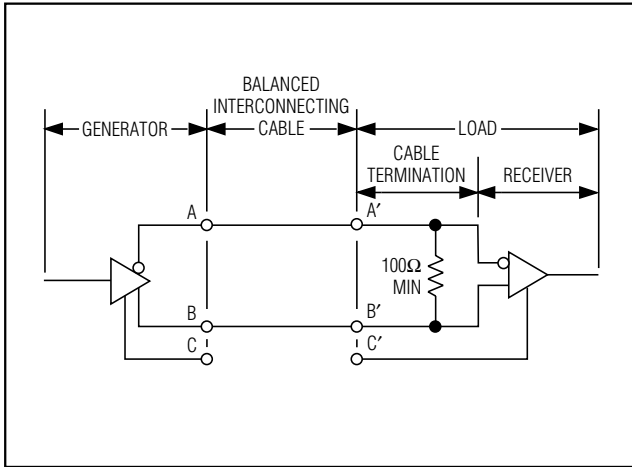 BALANCED
INTERCONNECTING
GENERATOR CABLE LOAD
CABLE
TERMINATION RECEIVER
A A′
100Ω
MIN
B B′
C C′